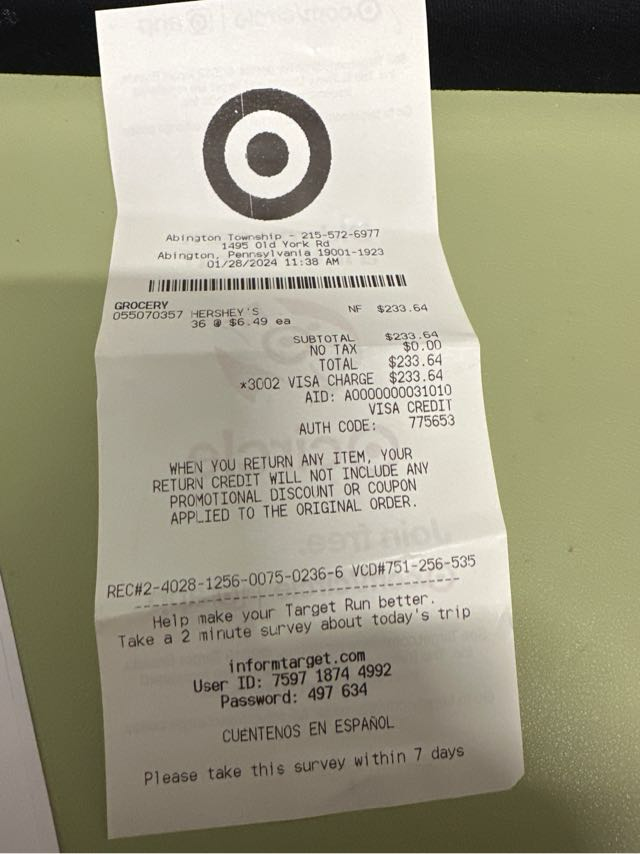 Abington Township - 215-572-6977
1495 Old York Rd
Abington, Pennsylvania 19001-1923
01/28/2024 11:38 AM
GROCERY
055070357 HERSHEY'S NF $233.64
36 @ $6.49 ea
SUBTOTAL $233.64
NO TAX $0.00
TOTAL $233.64
*3002 VISA CHARGE $233.64
AID: A0000000031010
VISA CREDIT
AUTH CODE: 775653
WHEN YOU RETURN ANY ITEM, YOUR
RETURN CREDIT WILL NOT INCLUDE ANY
PROMOTIONAL DISCOUNT OR COUPON
APPLIED TO THE ORIGINAL ORDER.
REC#2-4028-1256-0075-0236-6 VCD#751-256-535
Help make your Target Run better.
Take a 2 minute survey about today's trip
informtarget.com
User ID: 7597 1874 4992
Password: 497 634
CUÉNTENOS EN ESPAÑOL
Please take this survey within 7 days